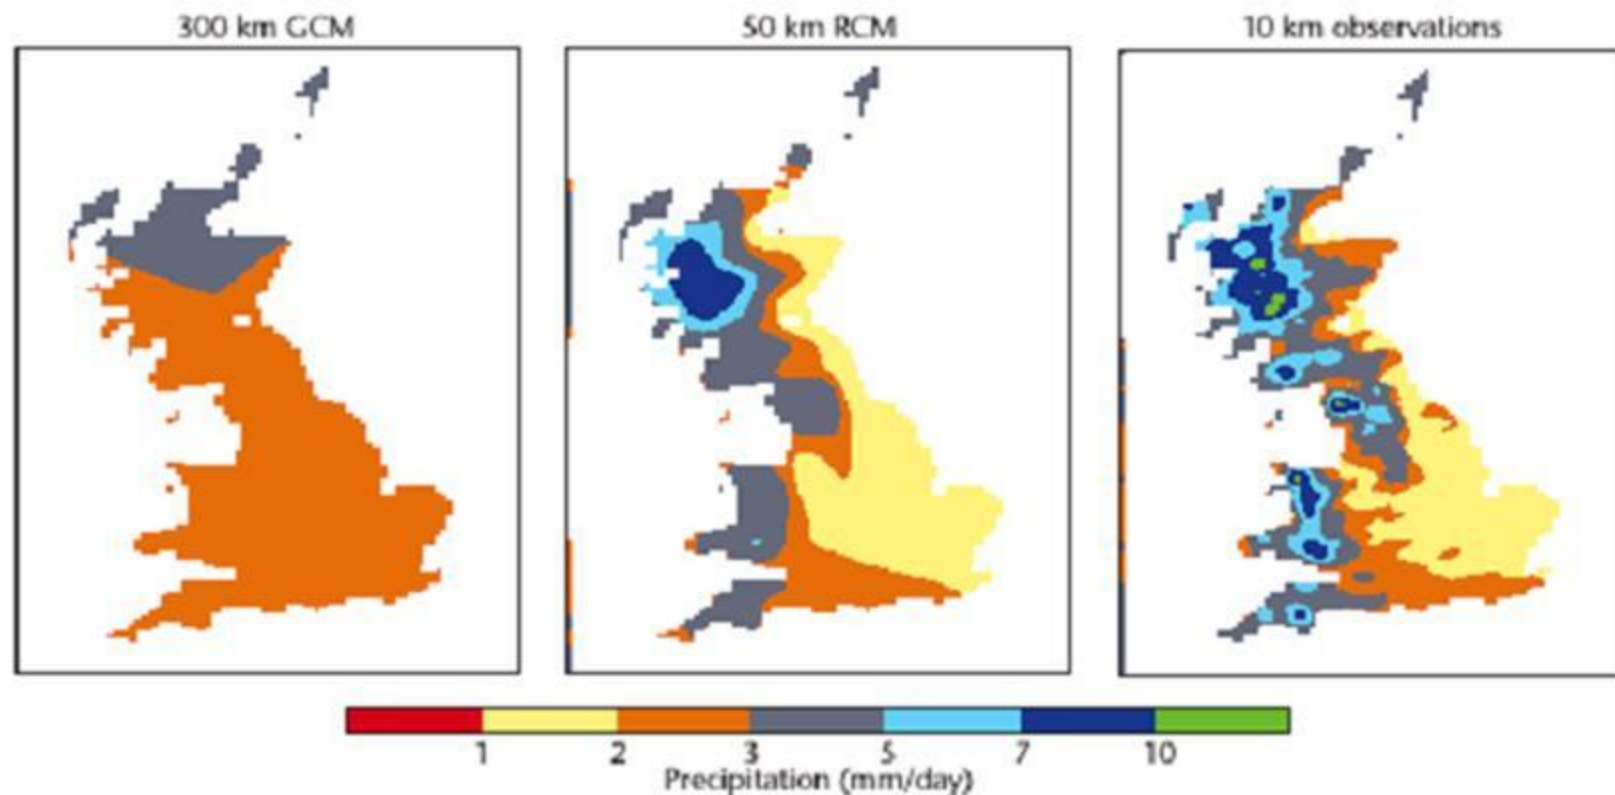 300 km GCM
50 km RCM
10 km observations
1 2 3 5 7 10
Precipitation (mm/day)